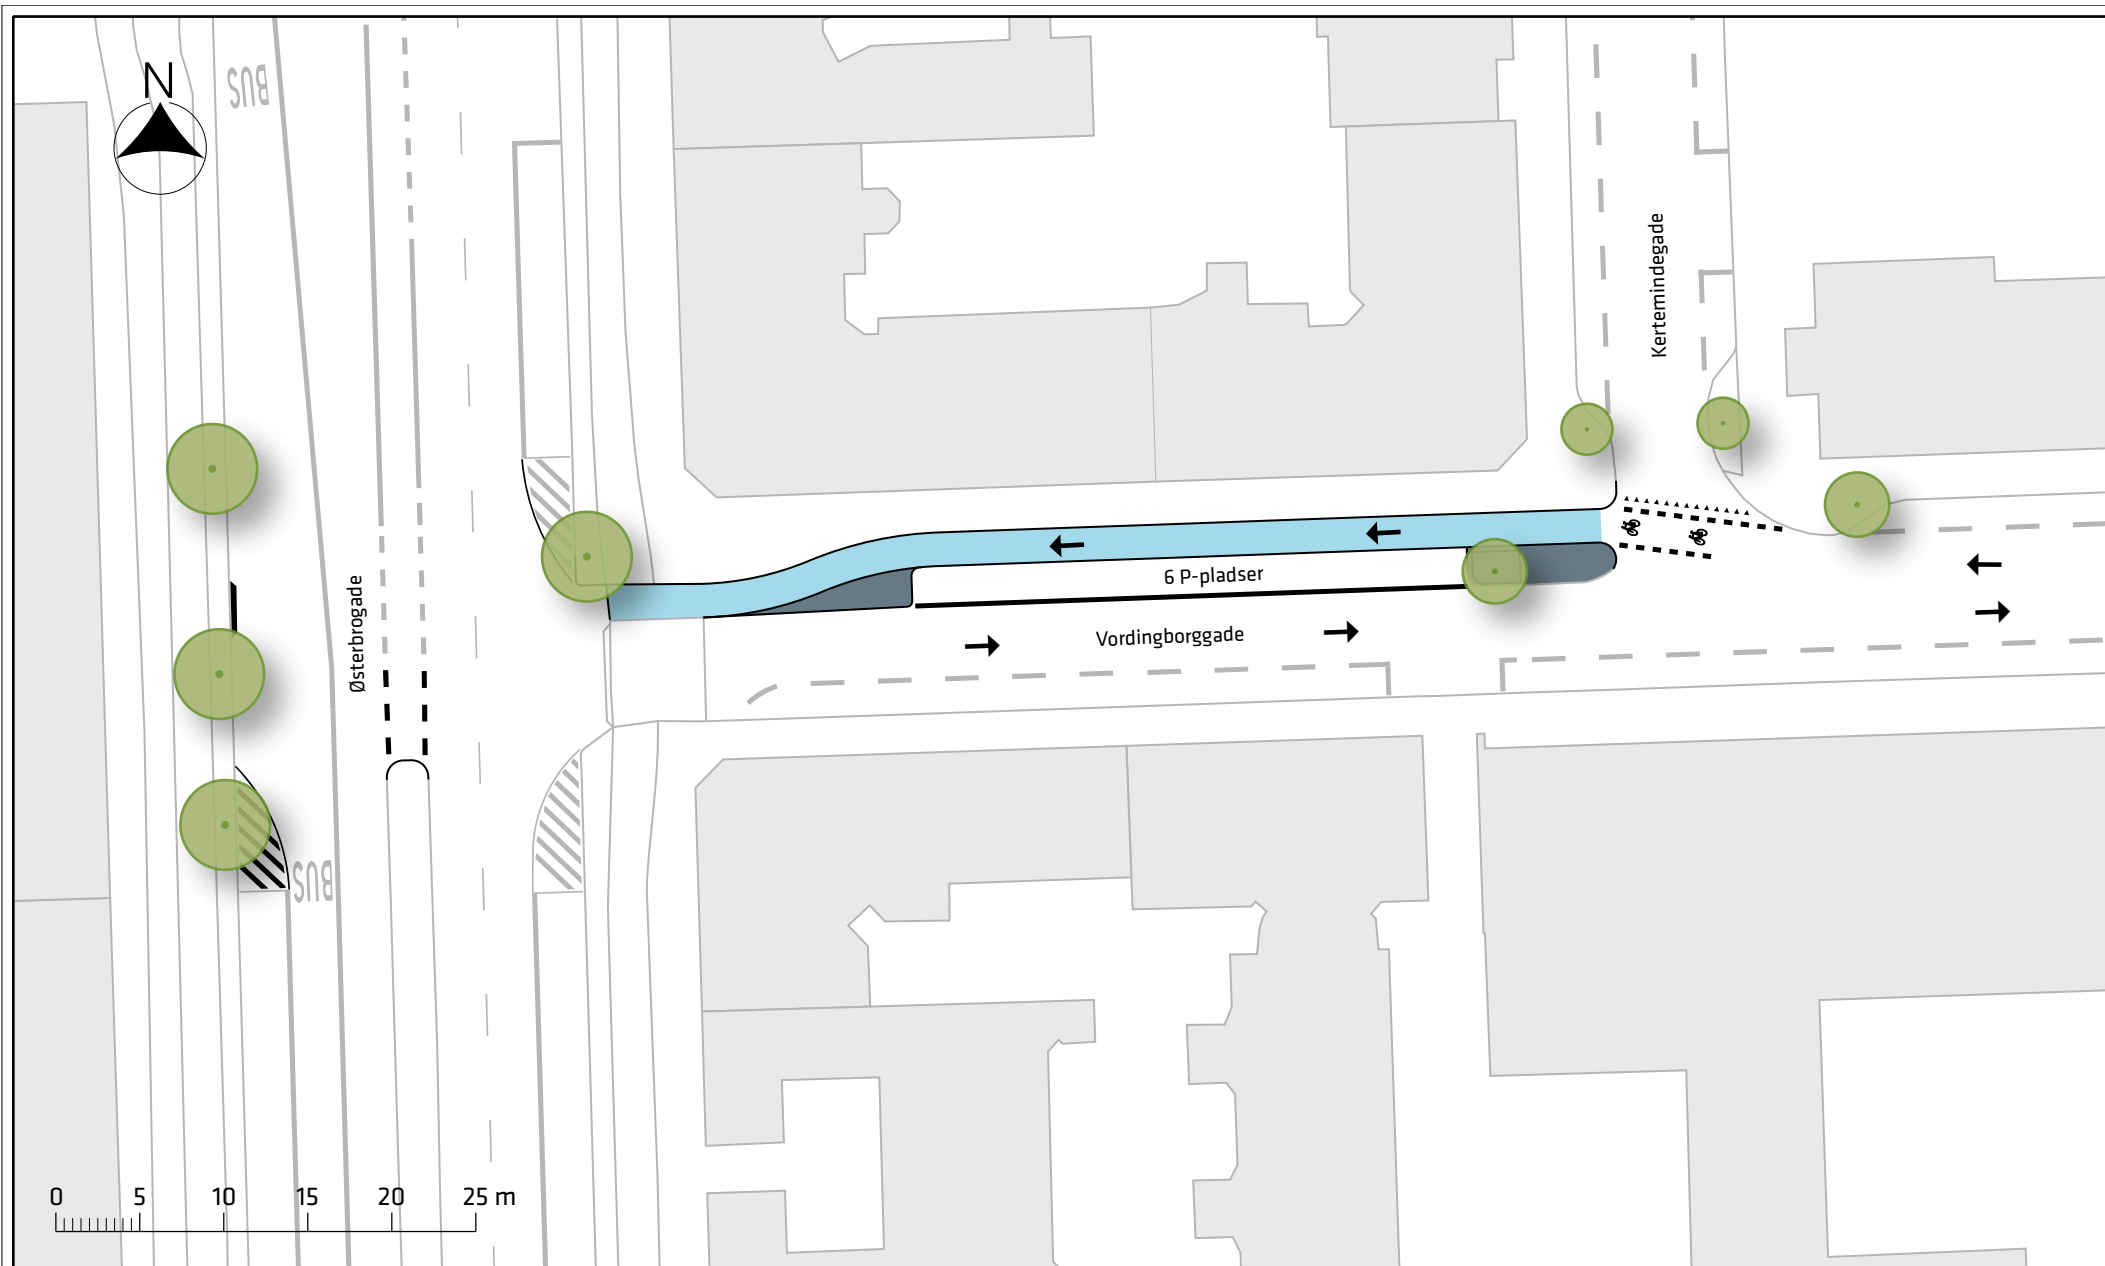 BUS
N
Kertemindegade
6 P-pladser
Vordingborggade
Østerbrogade
BUS
0 5 10 15 20 25 m